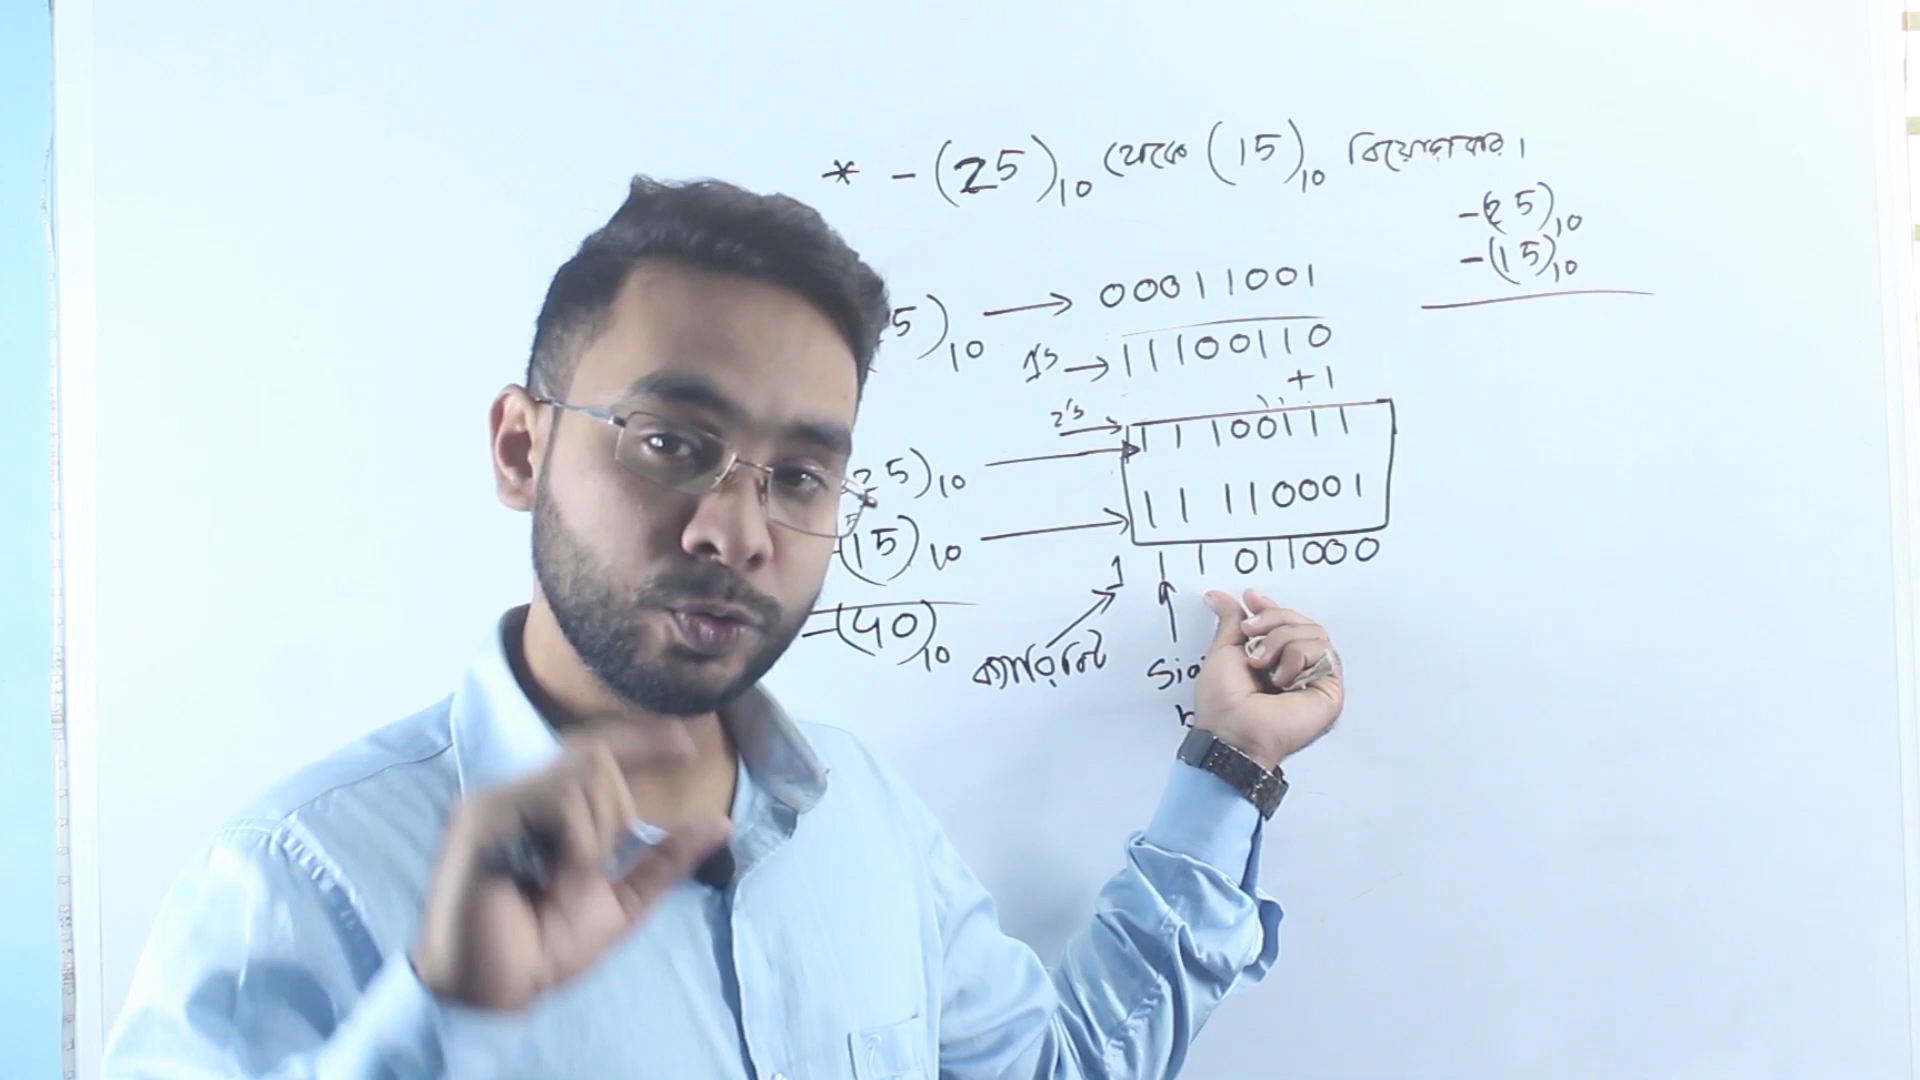 * - (25)10 থেকে (15)10 বিয়োগ কর।
-(25)10
-(15)10
5)10 → 00011001
1's → 11100110
+1
2's → 11100111
25)10 → 
-(15)10 → 11110001
1 11011000
-(40)10
ক্যারিবিট